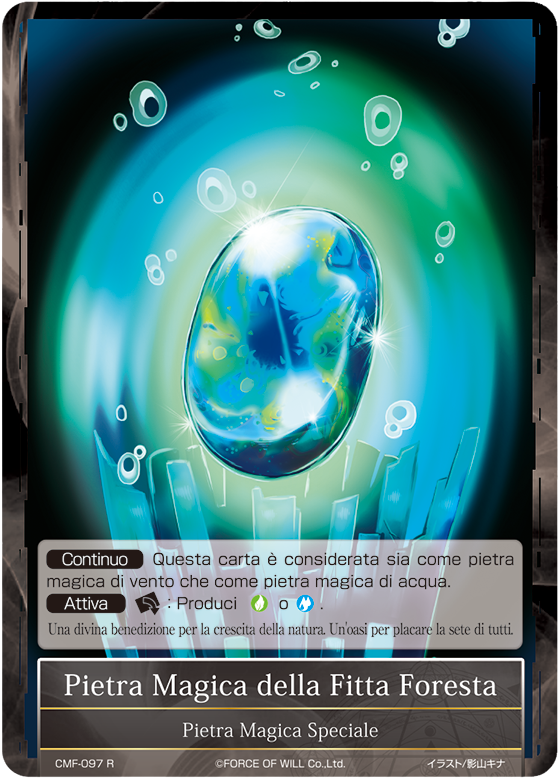 Continuo Questa carta è considerata sia come pietra
magica di vento che come pietra magica di acqua.
Attiva : Produci o .
Una divina benedizione per la crescita della natura. Un'oasi per placare la sete di tutti.
Pietra Magica della Fitta Foresta
Pietra Magica Speciale
CMF-097 R ©FORCE OF WILL Co.,Ltd. イラスト/影山キナ